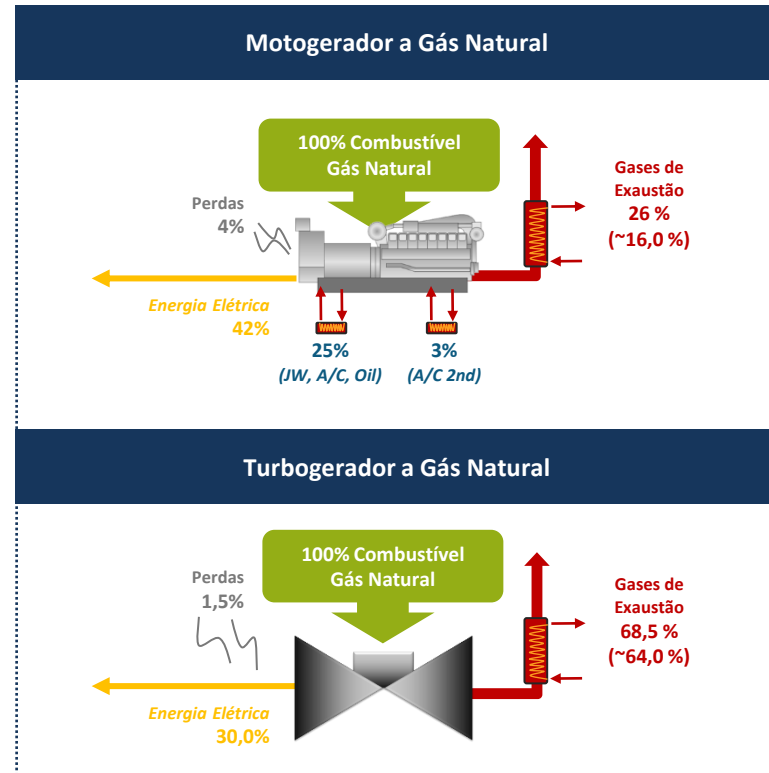 Motogerador a Gás Natural
100% Combustível
Gás Natural
Perdas
4%
Gases de
Exaustão
26 %
(~16,0 %)
Energia Elétrica
42%
25%
(JW, A/C, Oil)
3%
(A/C 2nd)
Turbogerador a Gás Natural
100% Combustível
Gás Natural
Perdas
1,5%
Gases de
Exaustão
68,5 %
(~64,0 %)
Energia Elétrica
30,0%